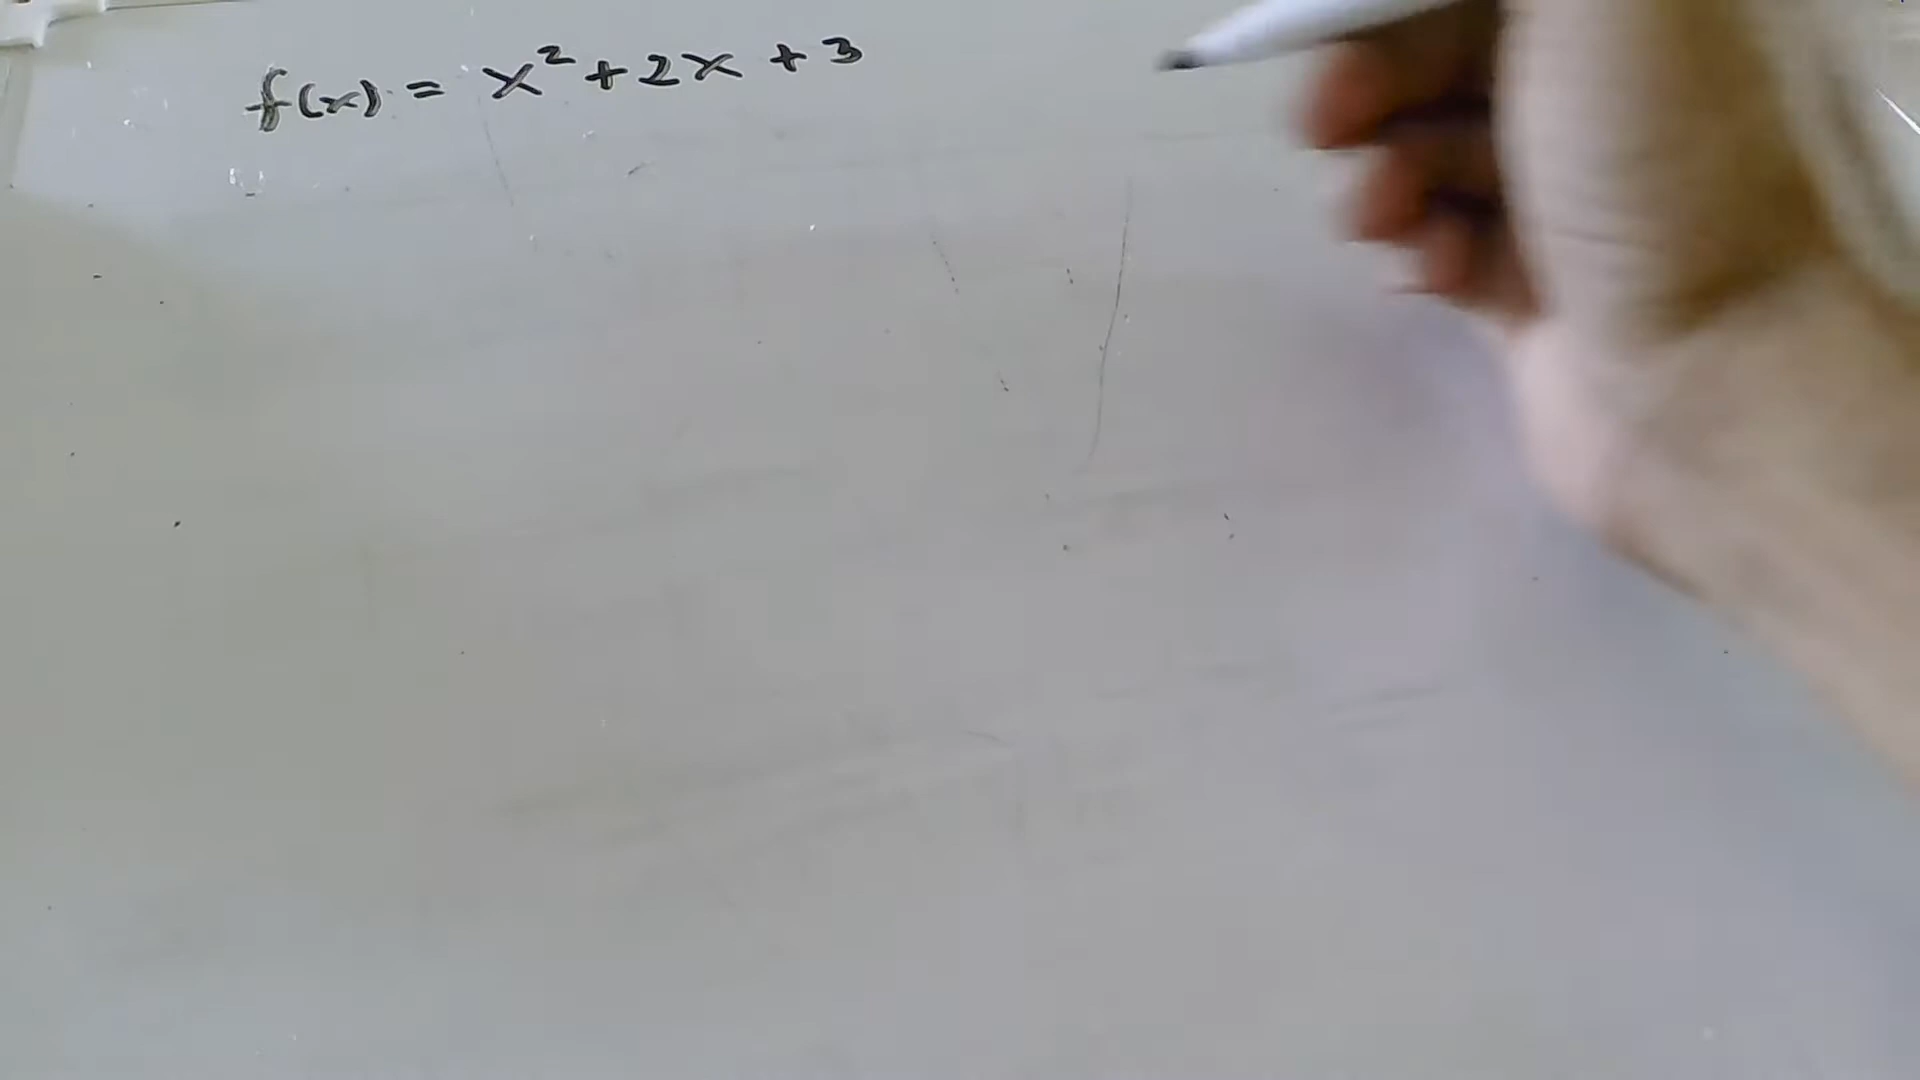 f(x) = x² + 2x + 3